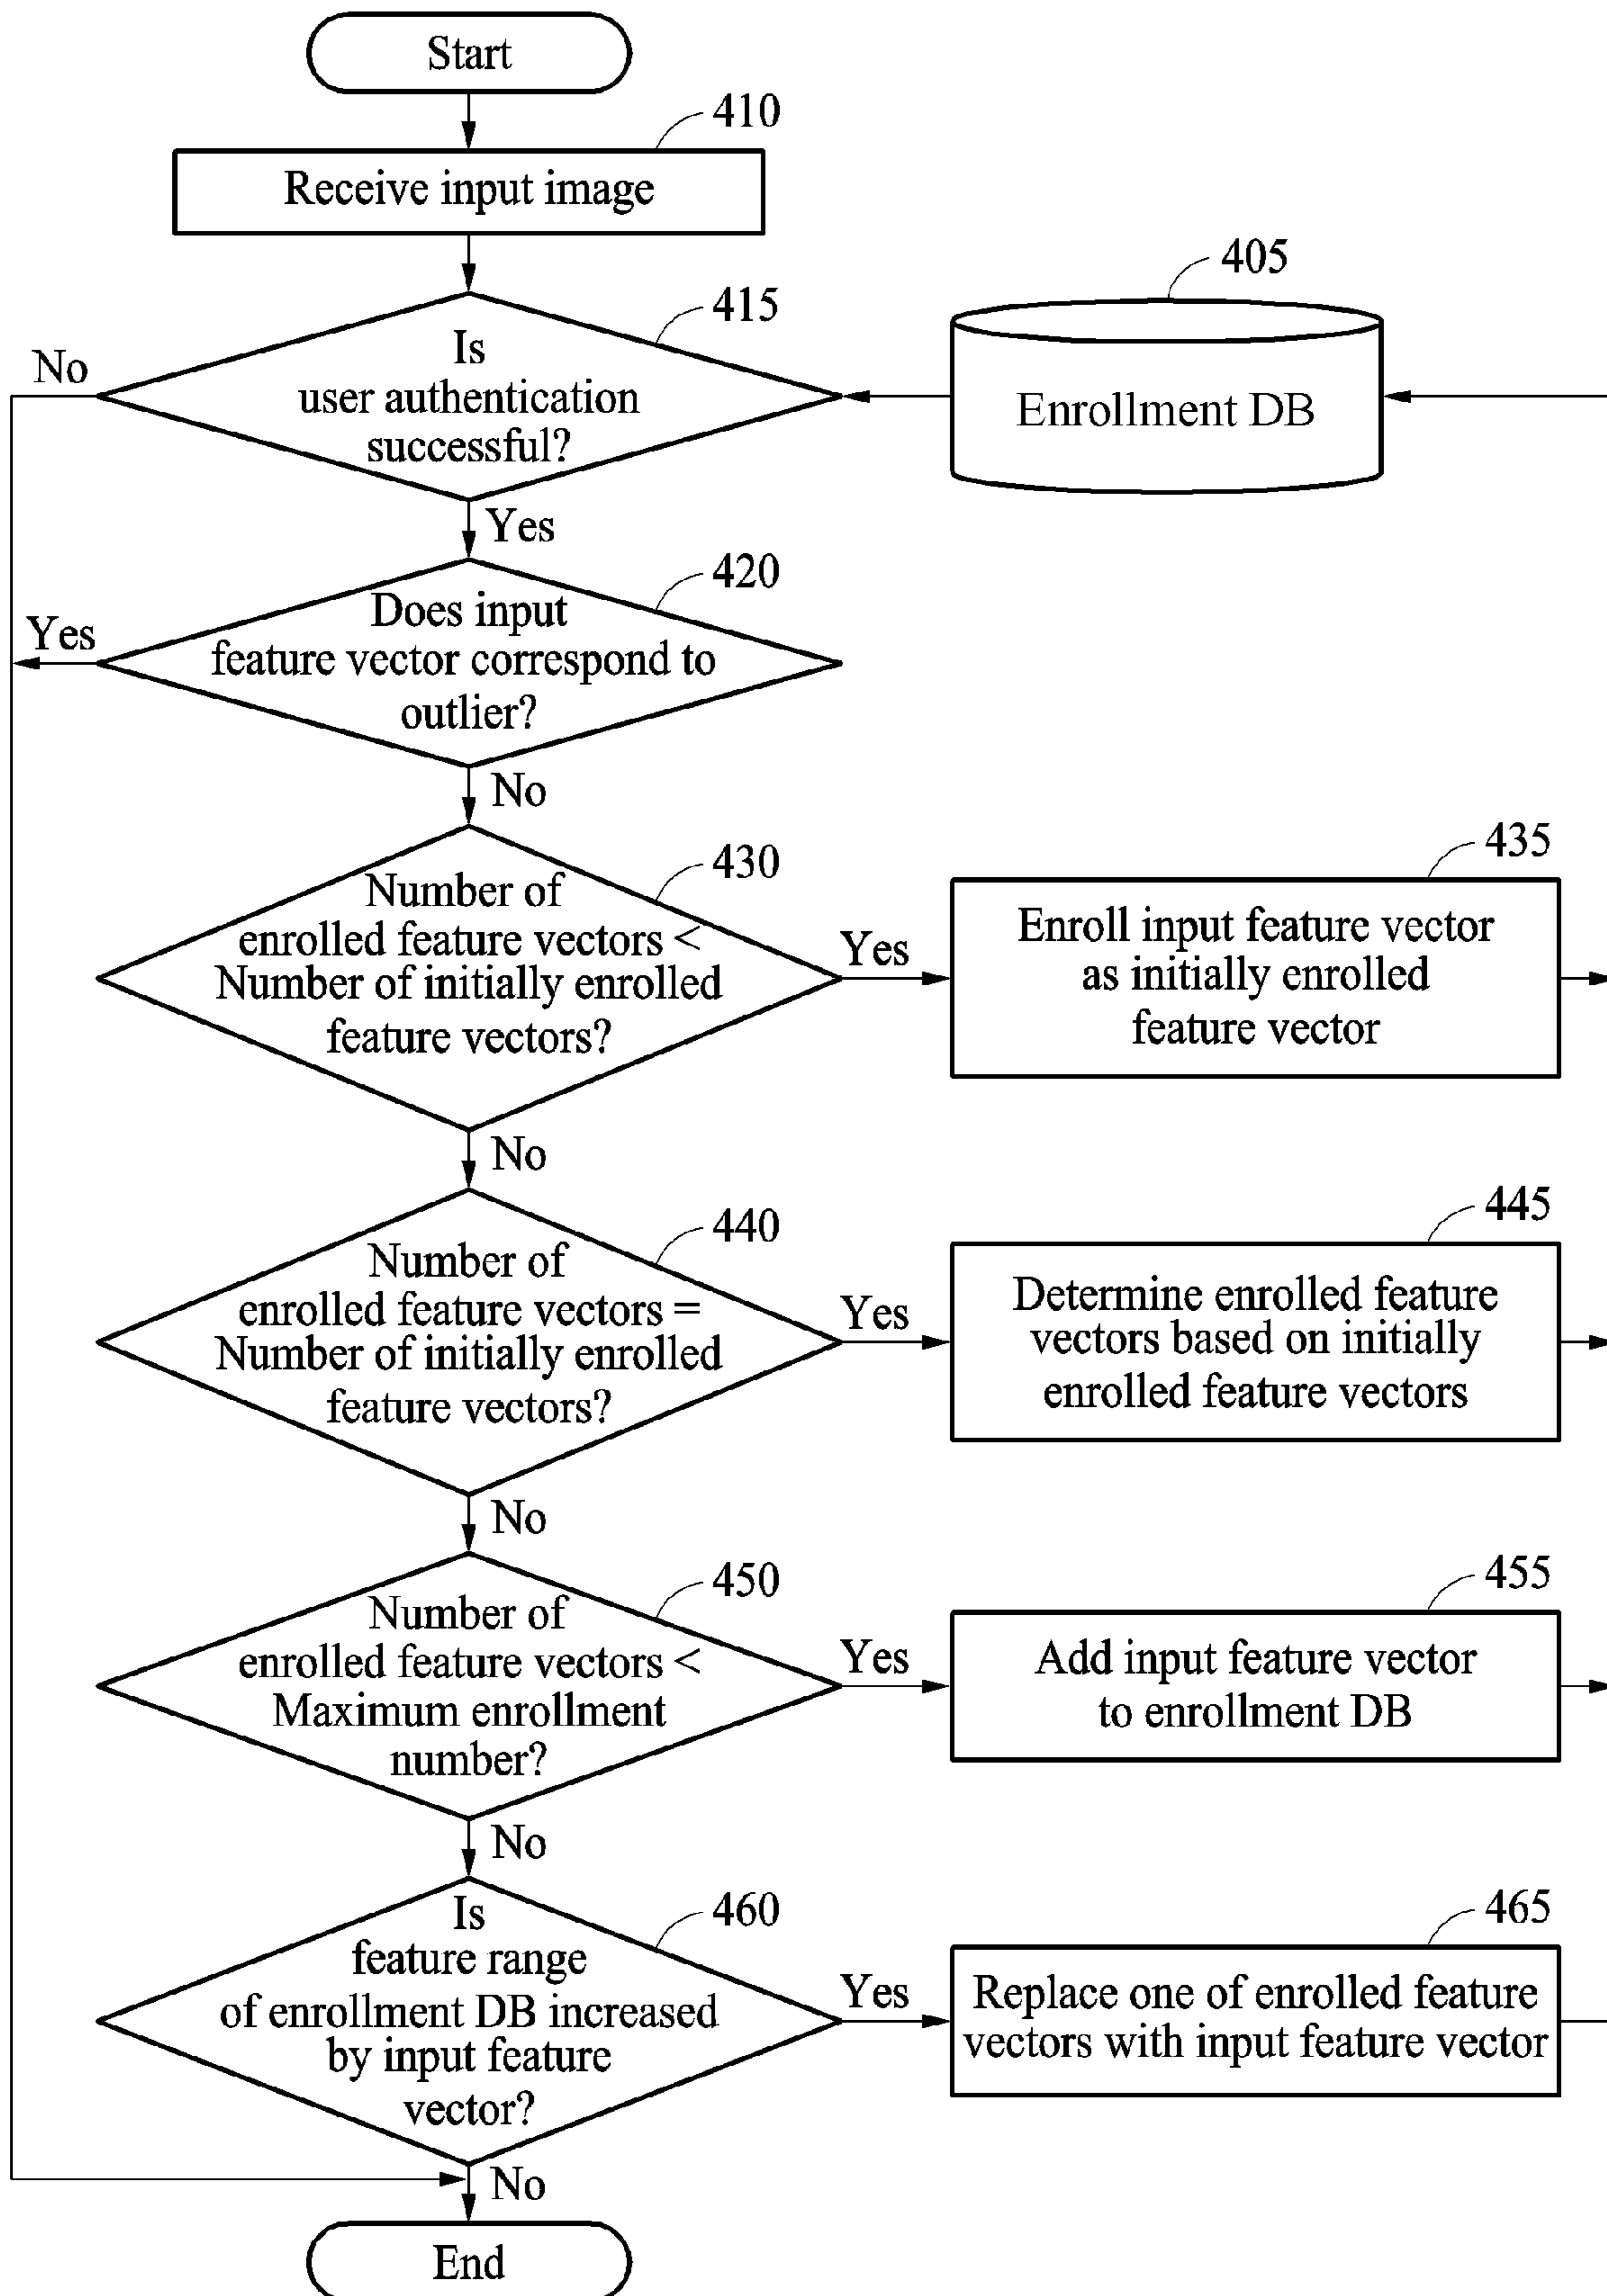 Start
410
Receive input image
405
415
Is
user authentication
successful?
No
Enrollment DB
Yes
420
Does input
feature vector correspond to
outlier?
Yes
No
430
Number of
enrolled feature vectors <
Number of initially enrolled
feature vectors?
Yes
435
Enroll input feature vector
as initially enrolled
feature vector
No
440
Number of
enrolled feature vectors =
Number of initially enrolled
feature vectors?
Yes
445
Determine enrolled feature
vectors based on initially
enrolled feature vectors
No
450
Number of
enrolled feature vectors <
Maximum enrollment
number?
Yes
455
Add input feature vector
to enrollment DB
No
460
Is
feature range
of enrollment DB increased
by input feature
vector?
Yes
465
Replace one of enrolled feature
vectors with input feature vector
No
End